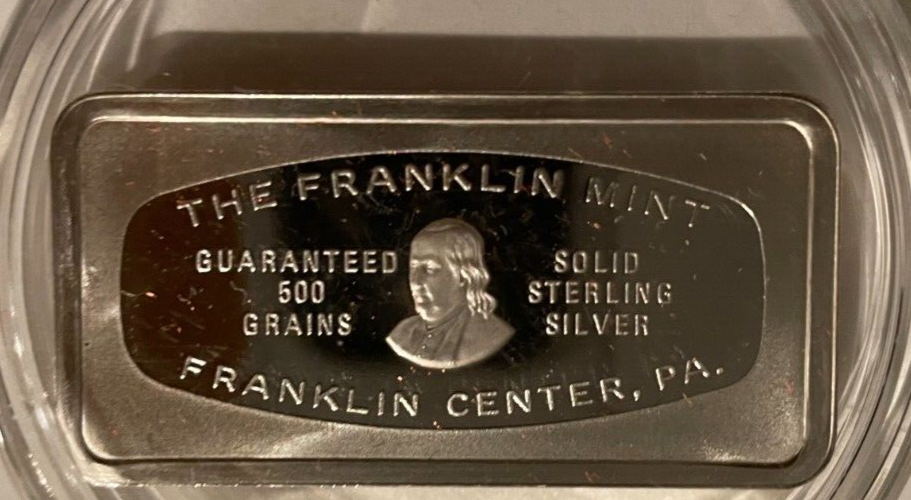 THE FRANKLIN MINT
GUARANTEED
500
GRAINS
SOLID
STERLING
SILVER
FRANKLIN CENTER, PA.